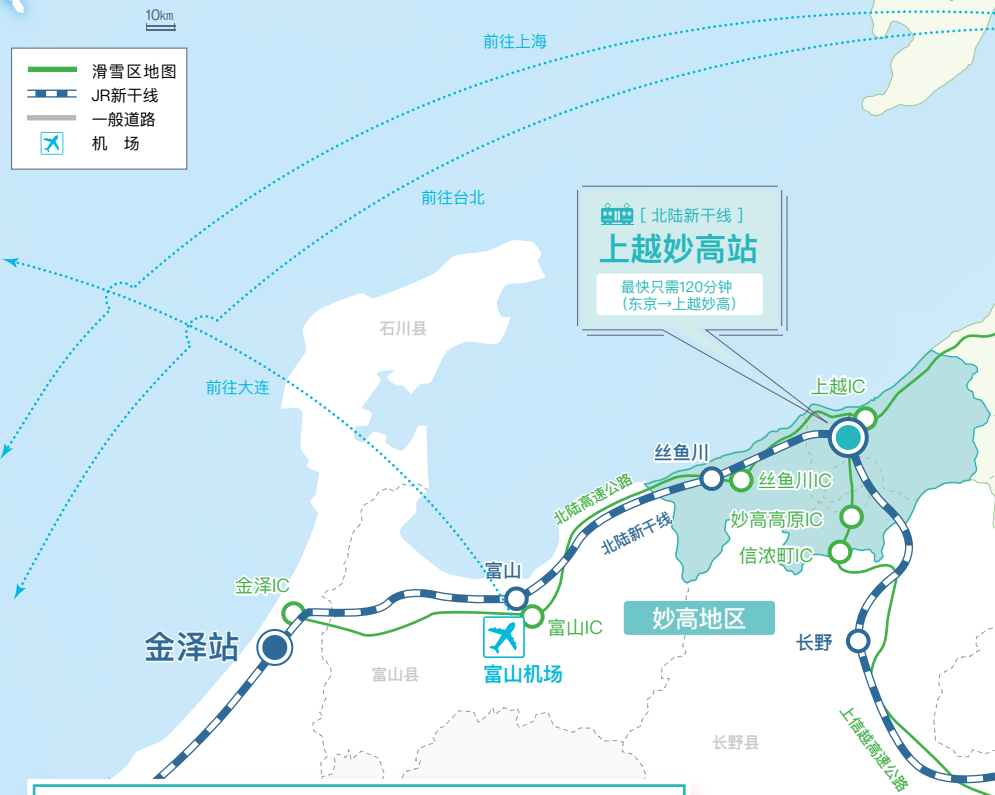 10km
滑雪区地图
JR新干线
一般道路
机 场
前往上海
前往台北
前往大连
[ 北陆新干线 ]
上越妙高站
最快只需120分钟
（东京→上越妙高）
石川县
上越IC
丝鱼川
丝鱼川IC
北陆高速公路
北陆新干线
妙高高原IC
信浓町IC
富山
金泽IC
富山IC
妙高地区
金泽站
长野
富山机场
富山县
长野县
上信越高速公路